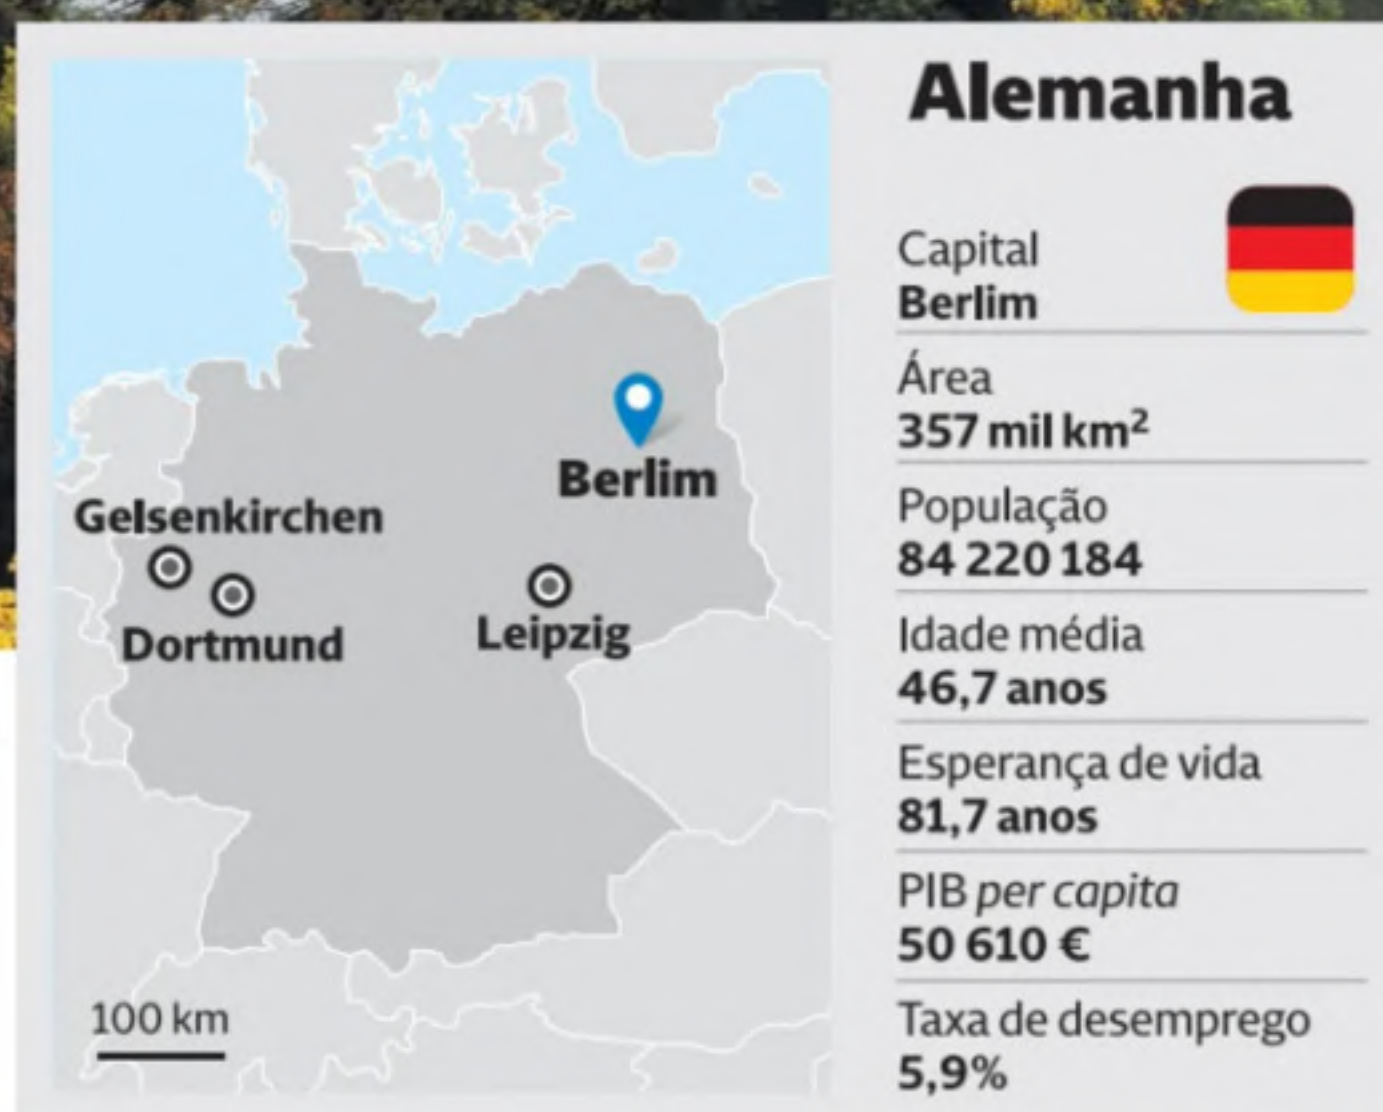 Alemanha
Capital
Berlim
Área
357 mil km²
População
84 220 184
Idade média
46,7 anos
Esperança de vida
81,7 anos
PIB per capita
50 610 €
Taxa de desemprego
5,9%
Berlim
Gelsenkirchen
Dortmund
Leipzig
100 km